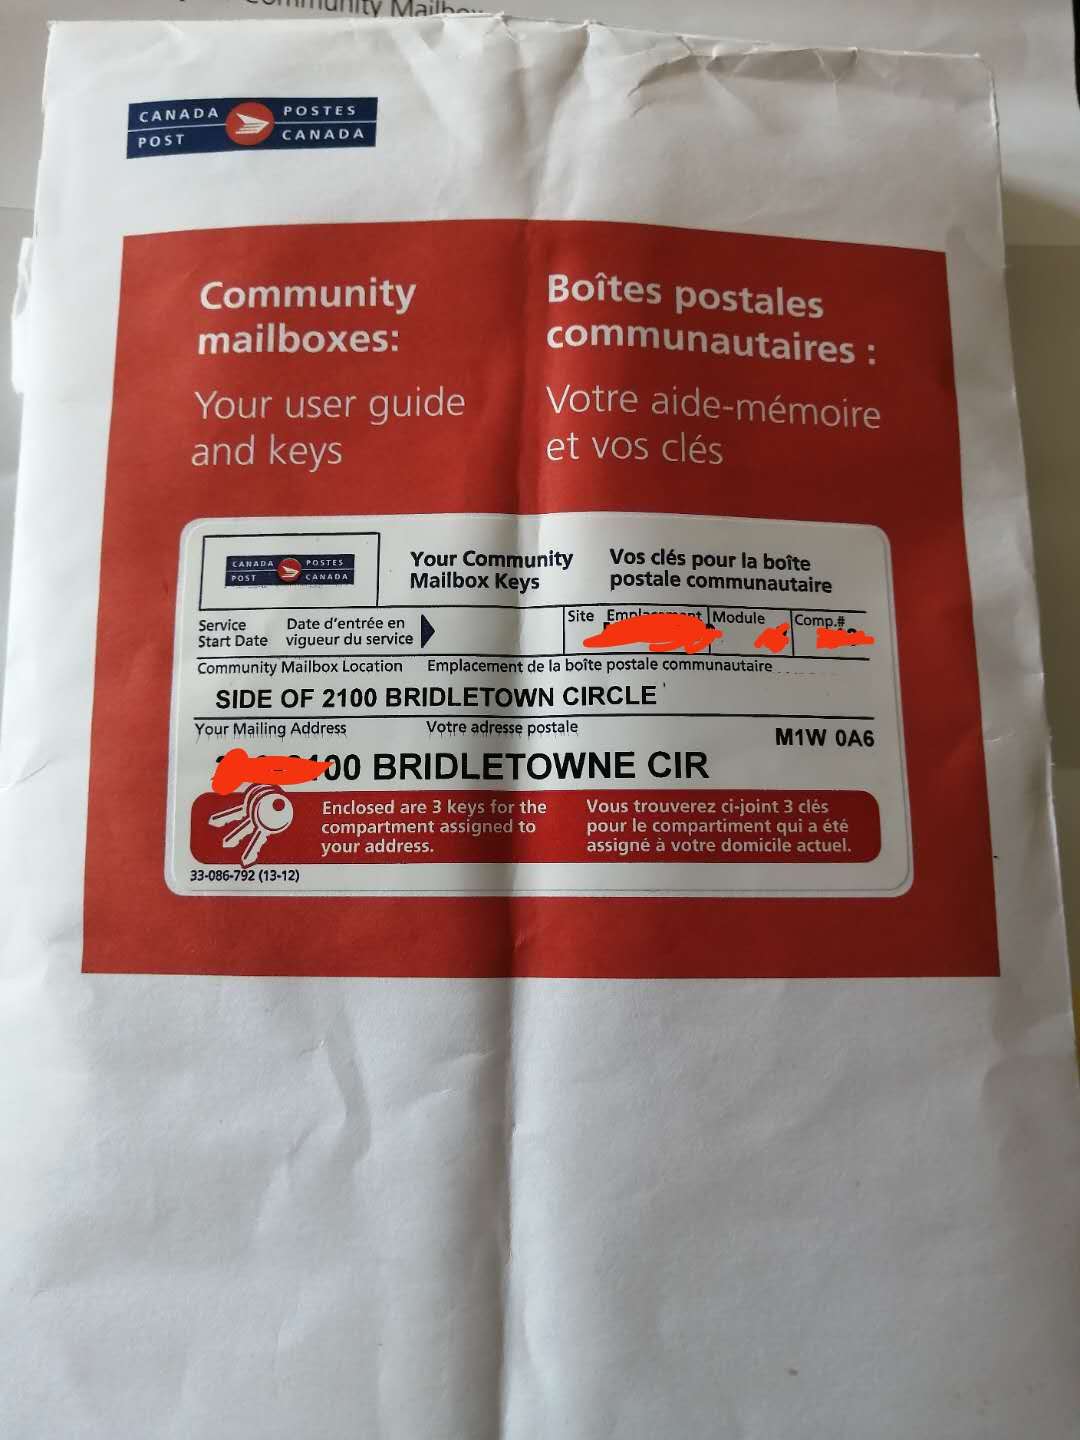 Community Mailbox
CANADA POST
POSTES CANADA
Community
mailboxes:
Your user guide
and keys
Boîtes postales
communautaires :
Votre aide-mémoire
et vos clés
CANADA POST
POSTES CANADA
Your Community
Mailbox Keys
Vos clés pour la boîte
postale communautaire
Service
Start Date
Date d'entrée en
vigueur du service
Site Emplacement Module Comp.#
Community Mailbox Location Emplacement de la boîte postale communautaire
SIDE OF 2100 BRIDLETOWN CIRCLE
Your Mailing Address Votre adresse postale
M1W 0A6
00 BRIDLETOWNE CIR
Enclosed are 3 keys for the
compartment assigned to
your address.
Vous trouverez ci-joint 3 clés
pour le compartiment qui a été
assigné à votre domicile actuel.
33-086-792 (13-12)